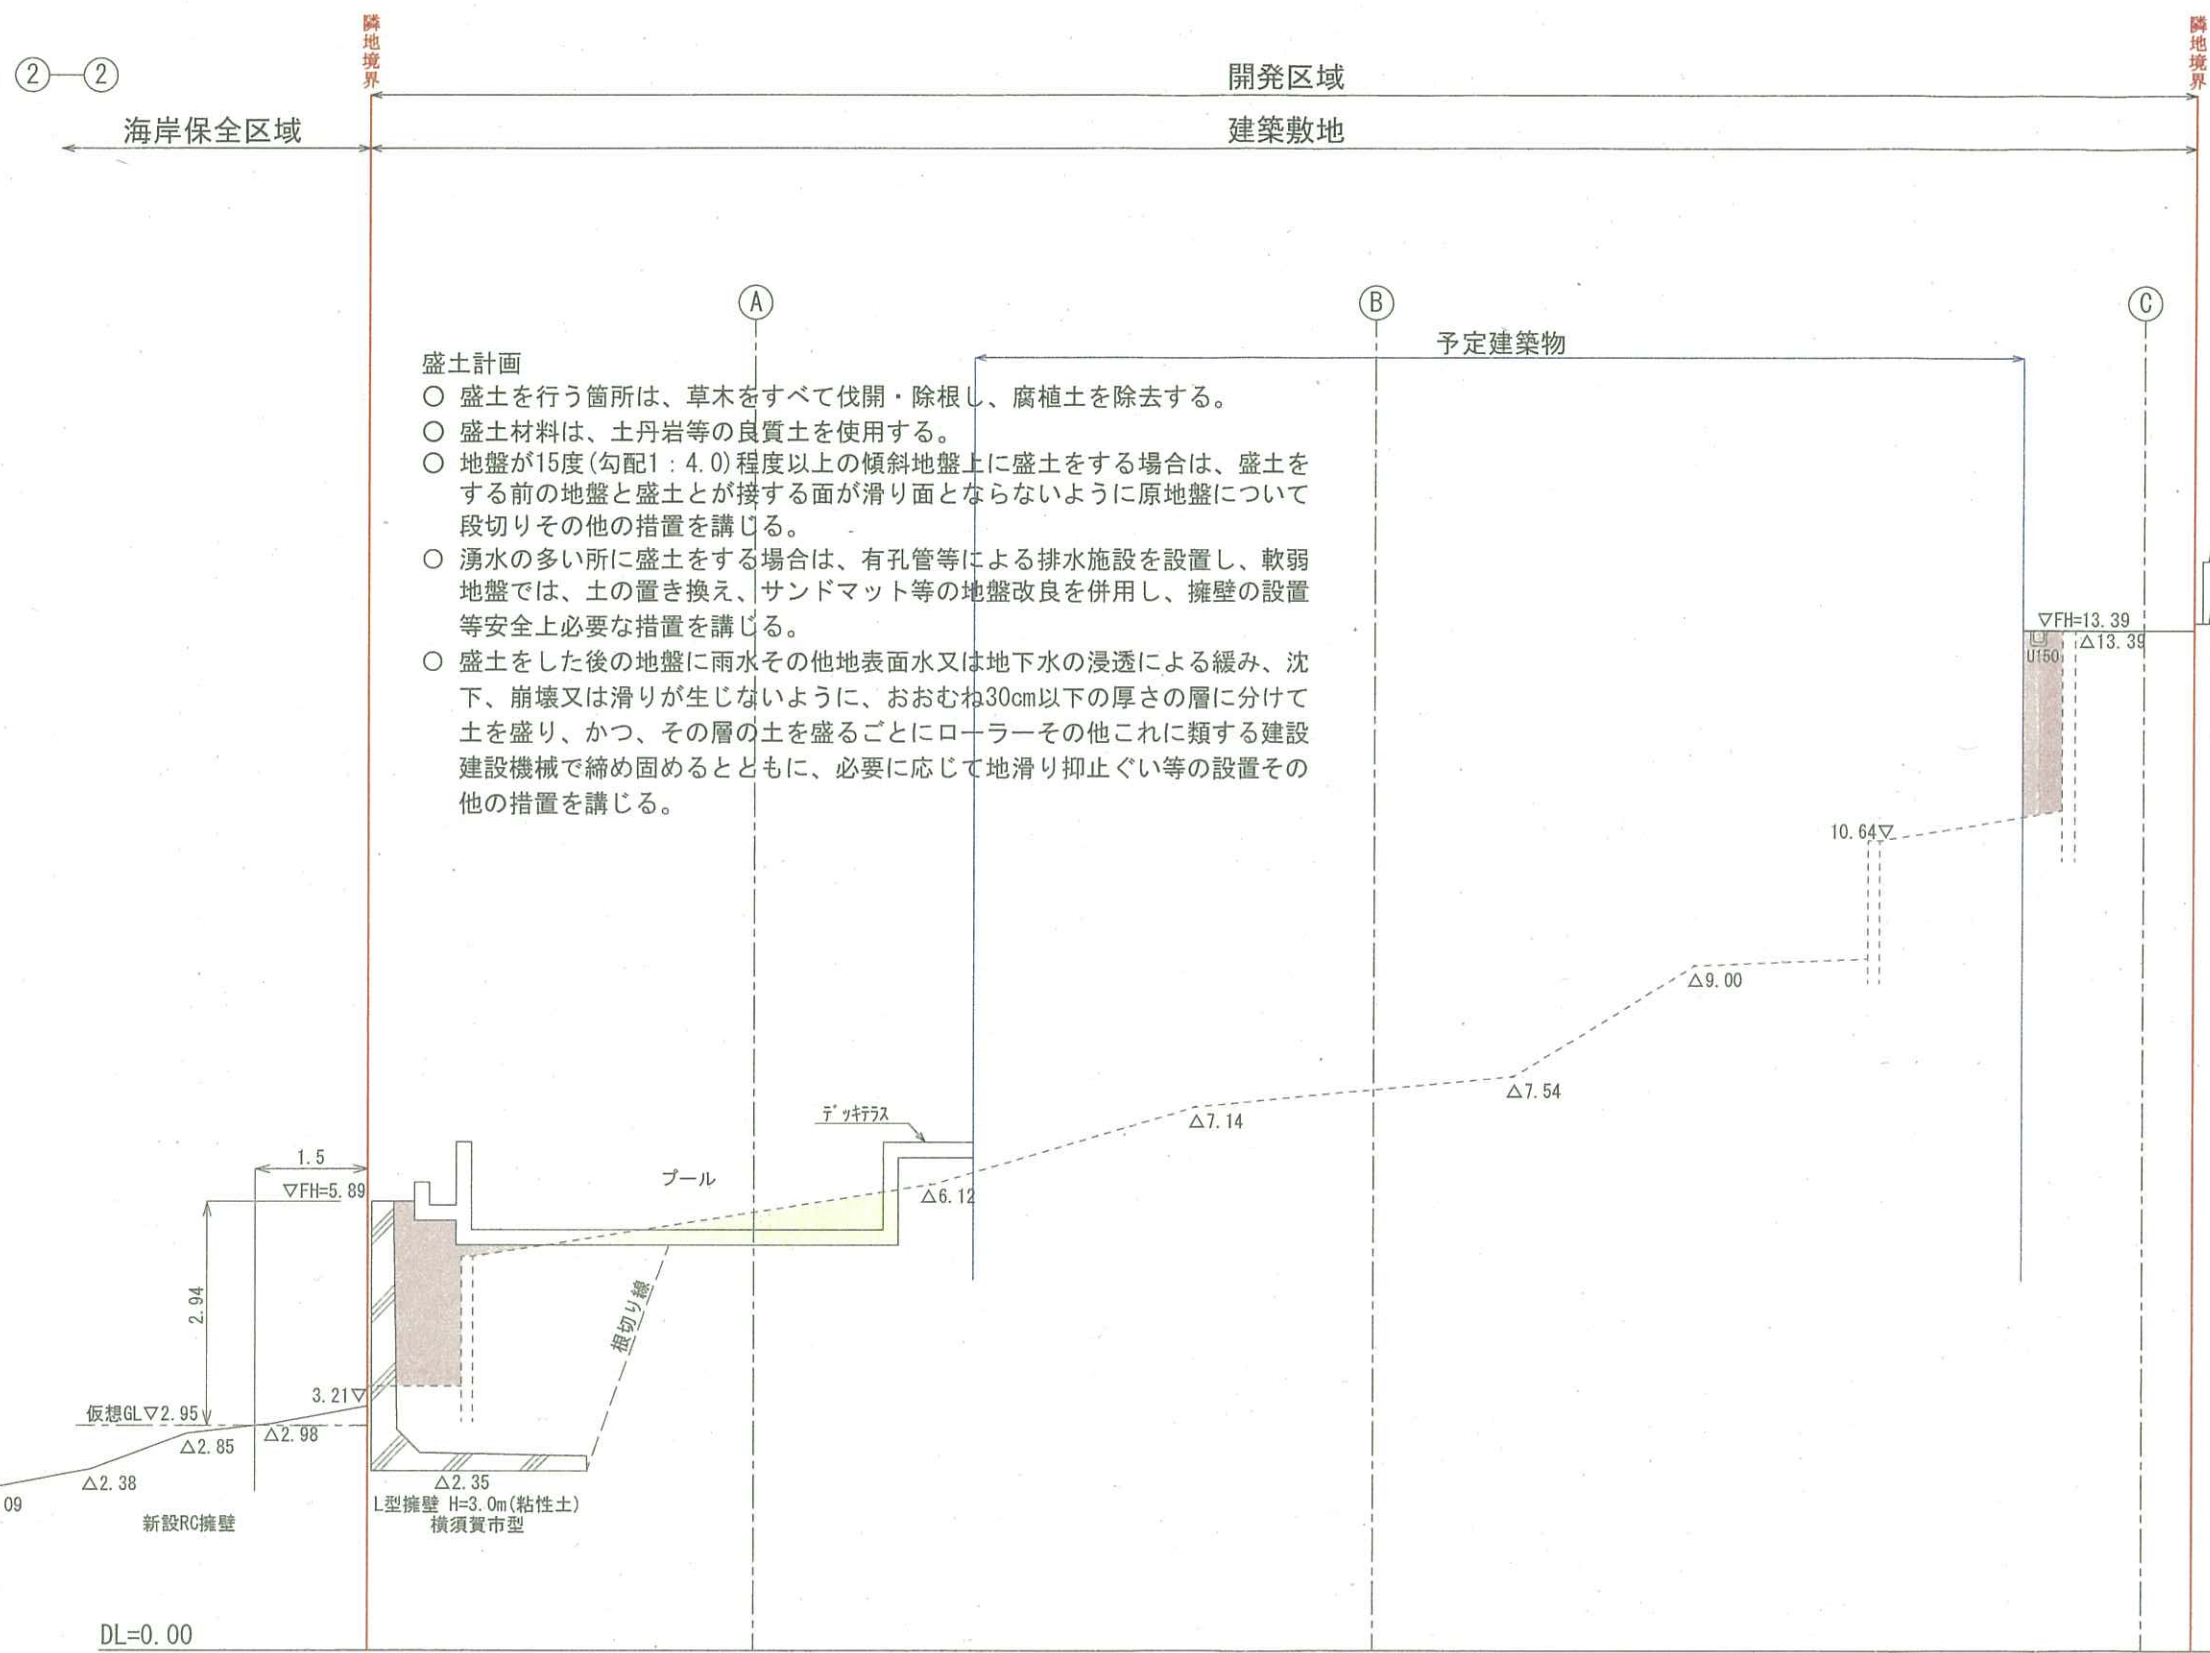 隣地境界
隣地境界
②—②
開発区域
海岸保全区域
建築敷地
A
B
C
予定建築物
盛土計画
○ 盛土を行う箇所は、草木をすべて伐開・除根し、腐植土を除去する。
○ 盛土材料は、土丹岩等の良質土を使用する。
○ 地盤が15度(勾配1：4.0)程度以上の傾斜地盤上に盛土をする場合は、盛土を
する前の地盤と盛土とが接する面が滑り面とならないように原地盤について
段切りその他の措置を講じる。
○ 湧水の多い所に盛土をする場合は、有孔管等による排水施設を設置し、軟弱
地盤では、土の置き換え、サンドマット等の地盤改良を併用し、擁壁の設置
等安全上必要な措置を講じる。
○ 盛土をした後の地盤に雨水その他地表面水又は地下水の浸透による緩み、沈
下、崩壊又は滑りが生じないように、おおむね30cm以下の厚さの層に分けて
土を盛り、かつ、その層の土を盛るごとにローラーその他これに類する建設
建設機械で締め固めるとともに、必要に応じて地滑り抑止ぐい等の設置その
他の措置を講じる。
▽FH=13.39
△13.39
U150
10.64▽
△9.00
△7.54
△7.14
ﾃﾞｯｷﾃﾗｽ
プール
△6.12
1.5
▽FH=5.89
2.94
根切り線
3.21▽
仮想GL▽2.95
△2.98
△2.85
△2.38
09
△2.35
L型擁壁 H=3.0m(粘性土)
横須賀市型
新設RC擁壁
DL=0.00